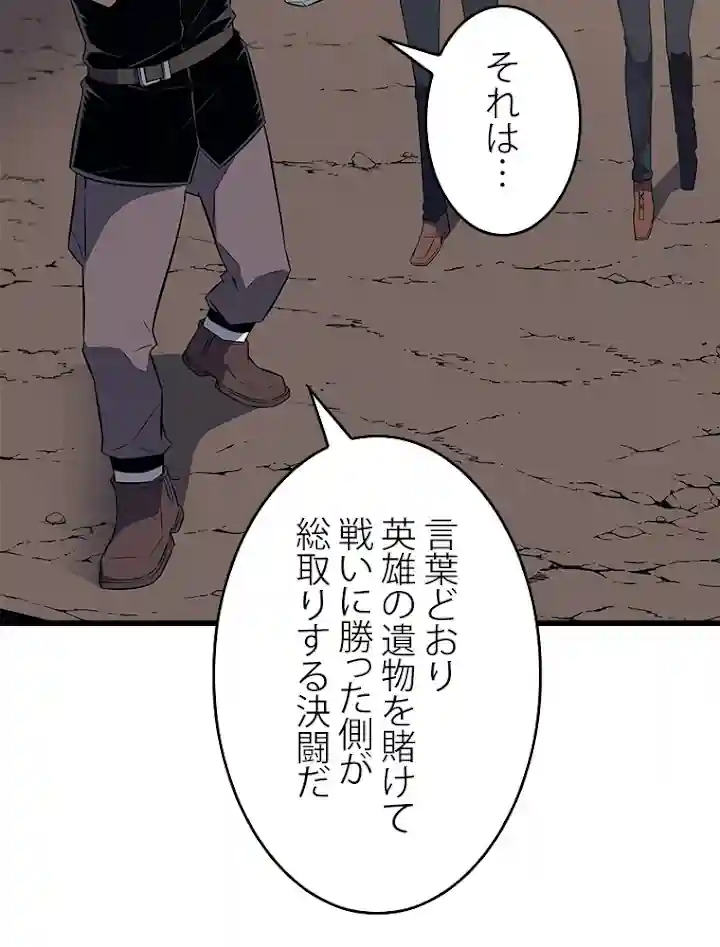 それは…
言葉どおり
英雄の遺物を賭けて
戦いに勝った側が
総取りする決闘だ